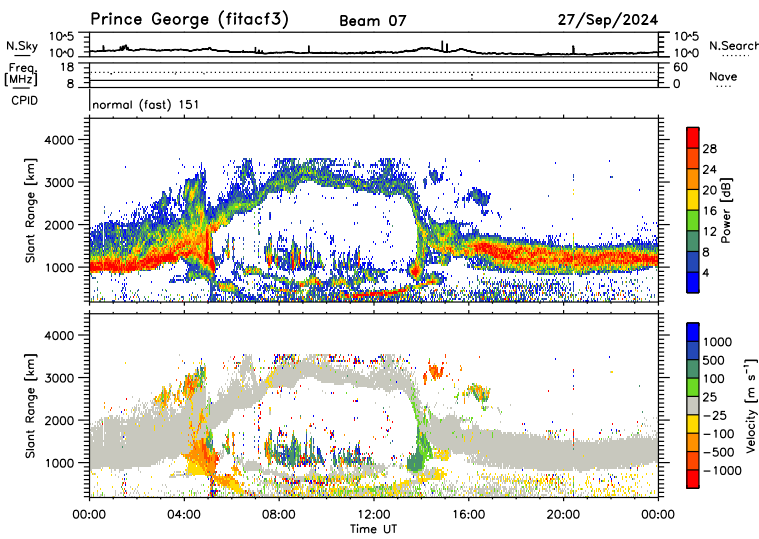 Prince George (fitacf3) Beam 07 27/Sep/2024
N.Sky 10^5 10^0 10^5 10^0 N.Search
Freq [MHz] 18 8 60 0 Nave
CPID normal (fast) 151
Slant Range [km] 4000 3000 2000 1000
Power [dB] 28 24 20 16 12 8 4
Slant Range [km] 4000 3000 2000 1000
Velocity [m s⁻¹] 1000 500 100 25 -25 -100 -500 -1000
00:00 04:00 08:00 12:00 16:00 20:00 00:00
Time UT